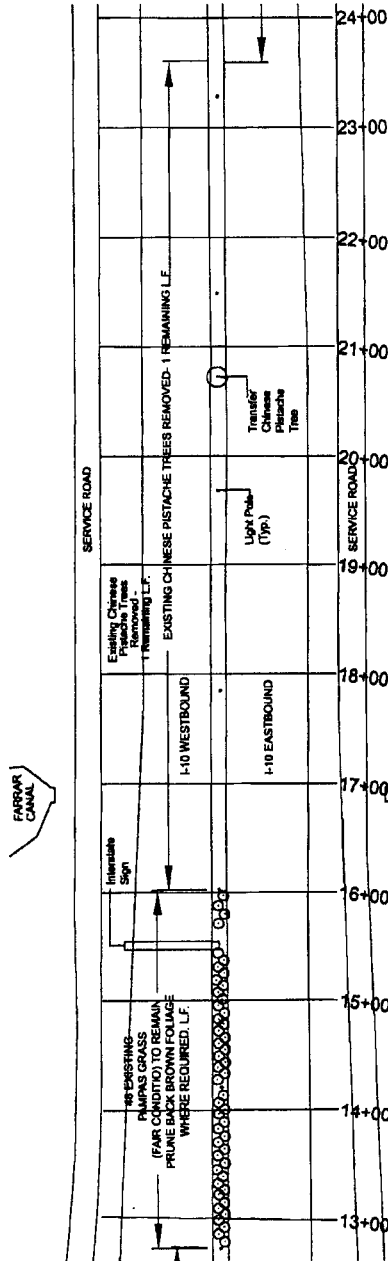 24+00
23+00
22+00
21+00
20+00
19+00
18+00
17+00
16+00
15+00
14+00
13+00
SERVICE ROAD
SERVICE ROAD
EXISTING CHINESE PISTACHE TREES REMOVED- 1 REMAINING L.F.
Transfer
Chinese
Pistache
Tree
Light Pole
(Typ.)
Existing Chinese
Pistache Trees
Removed -
1 Remaining L.F.
I-10 WESTBOUND
I-10 EASTBOUND
FARRAR
CANAL
Interstate
Sign
EXISTING
PAMPAS GRASS
(FAIR CONDITIO) TO REMAIN
PRUNE BACK BROWN FOLIAGE
WHERE REQUIRED. L.F.